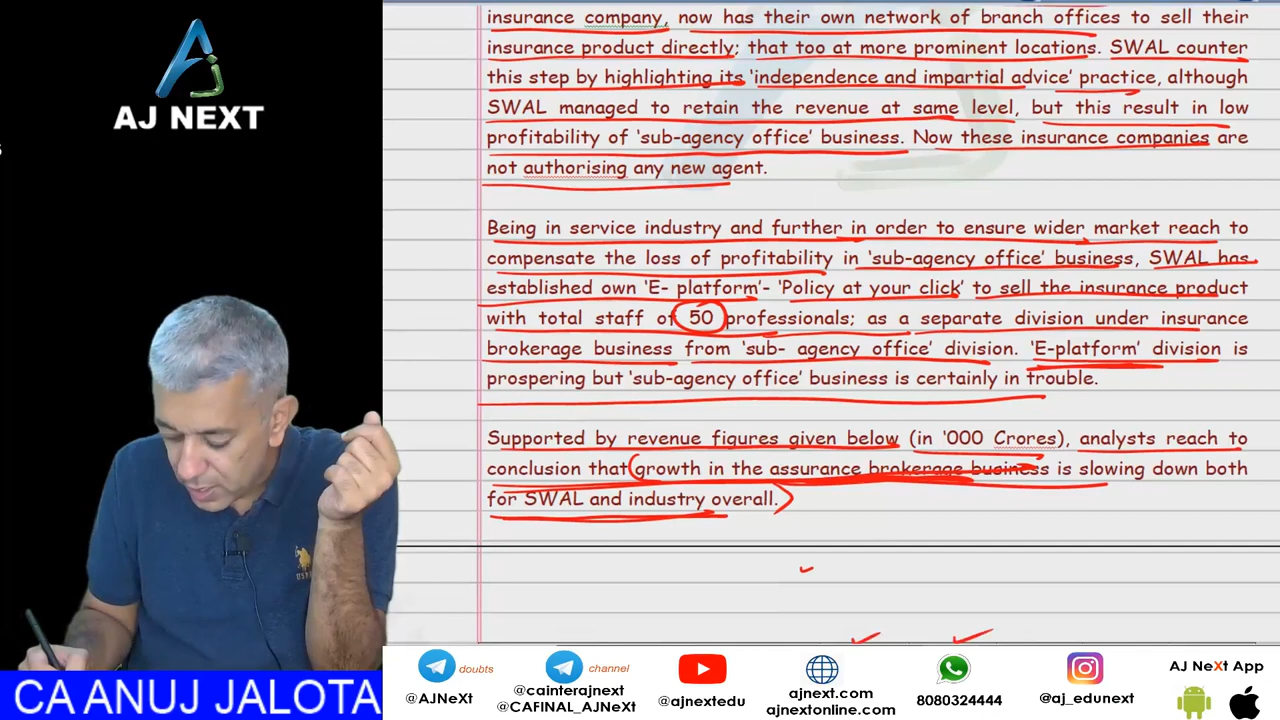 AJ NEXT
insurance company, now has their own network of branch offices to sell their
insurance product directly; that too at more prominent locations. SWAL counter
this step by highlighting its 'independence and impartial advice' practice, although
SWAL managed to retain the revenue at same level, but this result in low
profitability of 'sub-agency office' business. Now these insurance companies are
not authorising any new agent.
Being in service industry and further in order to ensure wider market reach to
compensate the loss of profitability in 'sub-agency office' business, SWAL has
established own 'E- platform'- 'Policy at your click' to sell the insurance product
with total staff of 50 professionals; as a separate division under insurance
brokerage business from 'sub- agency office' division. 'E-platform' division is
prospering but 'sub-agency office' business is certainly in trouble.
Supported by revenue figures given below (in '000 Crores), analysts reach to
conclusion that growth in the assurance brokerage business is slowing down both
for SWAL and industry overall.
CA ANUJ JALOTA
doubts
@AJNeXt
channel
@cainterajnext
@CAFINAL_AJNeXt
@ajnextedu
ajnext.com
ajnextonline.com
8080324444
@aj_edunext
AJ NeXt App